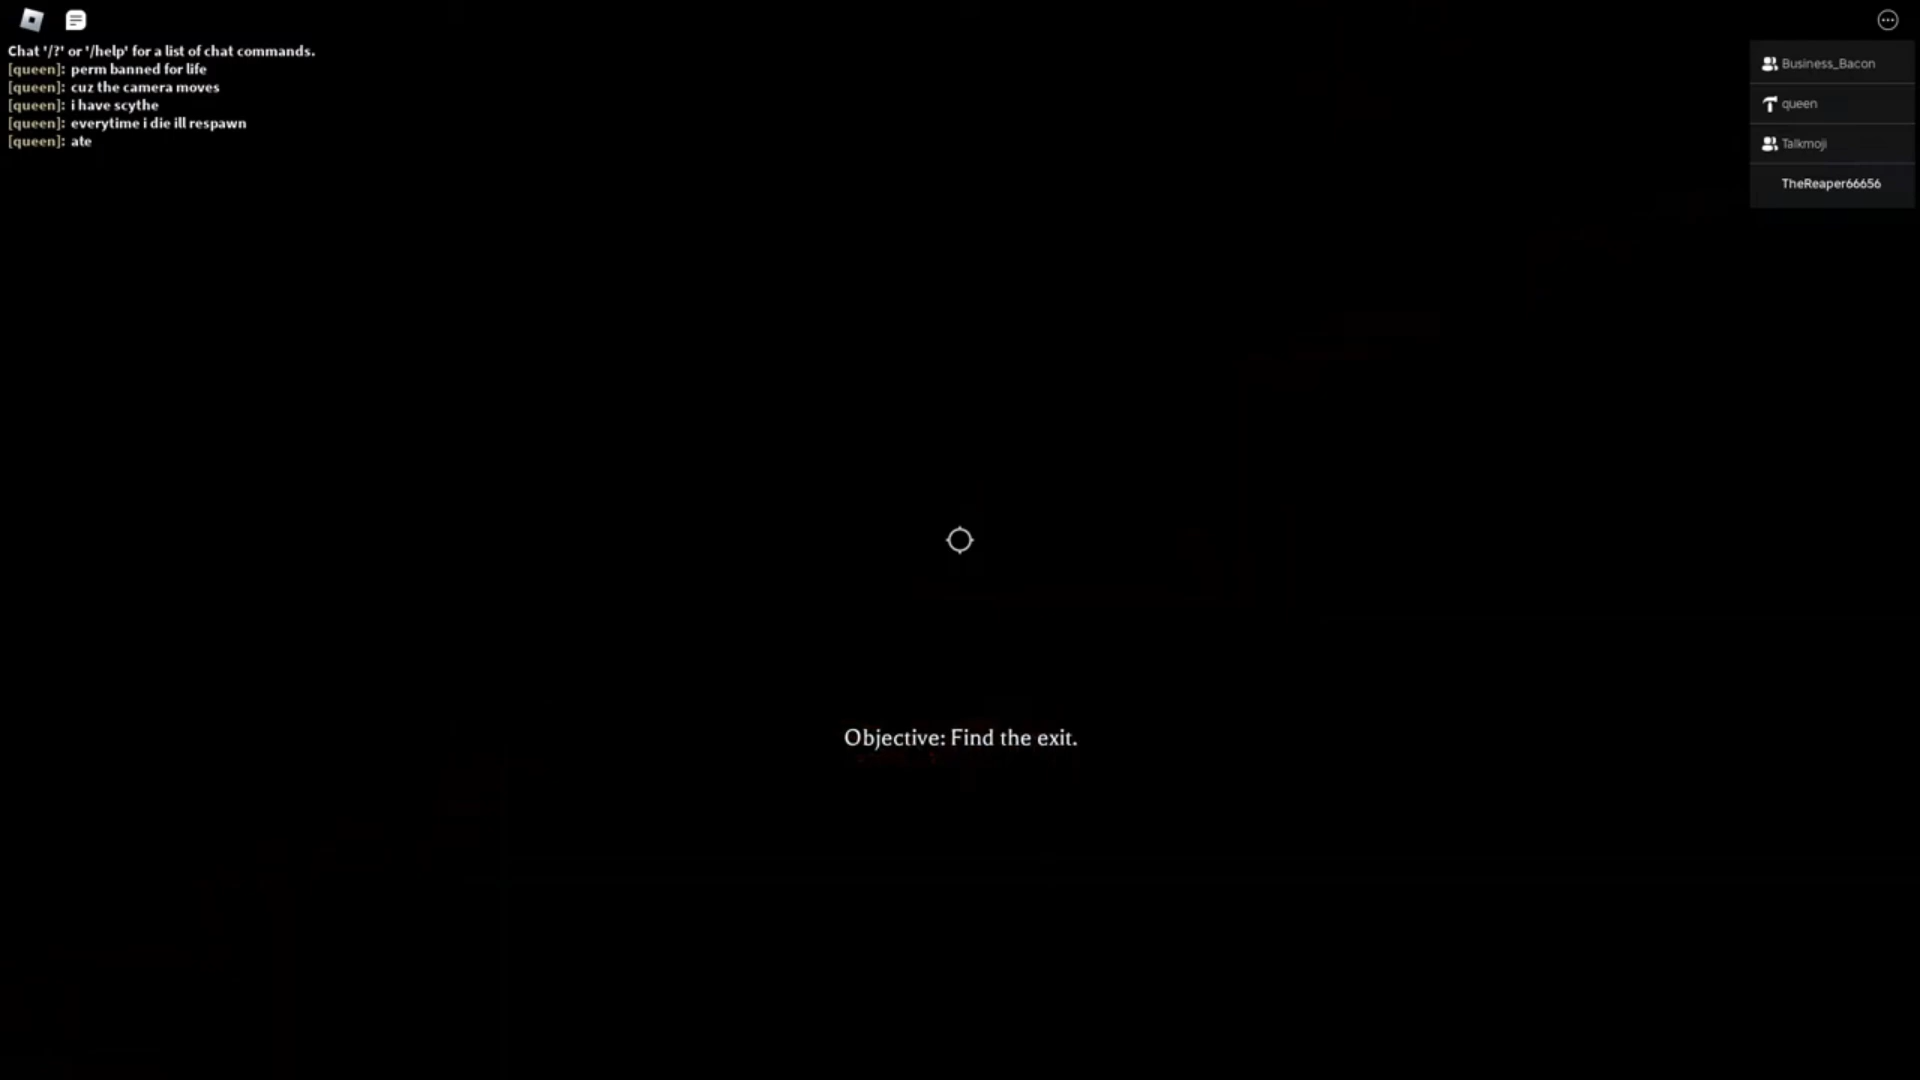 Chat '/?' or '/help' for a list of chat commands.
[queen]: perm banned for life
[queen]: cuz the camera moves
[queen]: i have scythe
[queen]: everytime i die ill respawn
[queen]: ate
Business_Bacon
queen
Talkmoji
TheReaper66656
Objective: Find the exit.